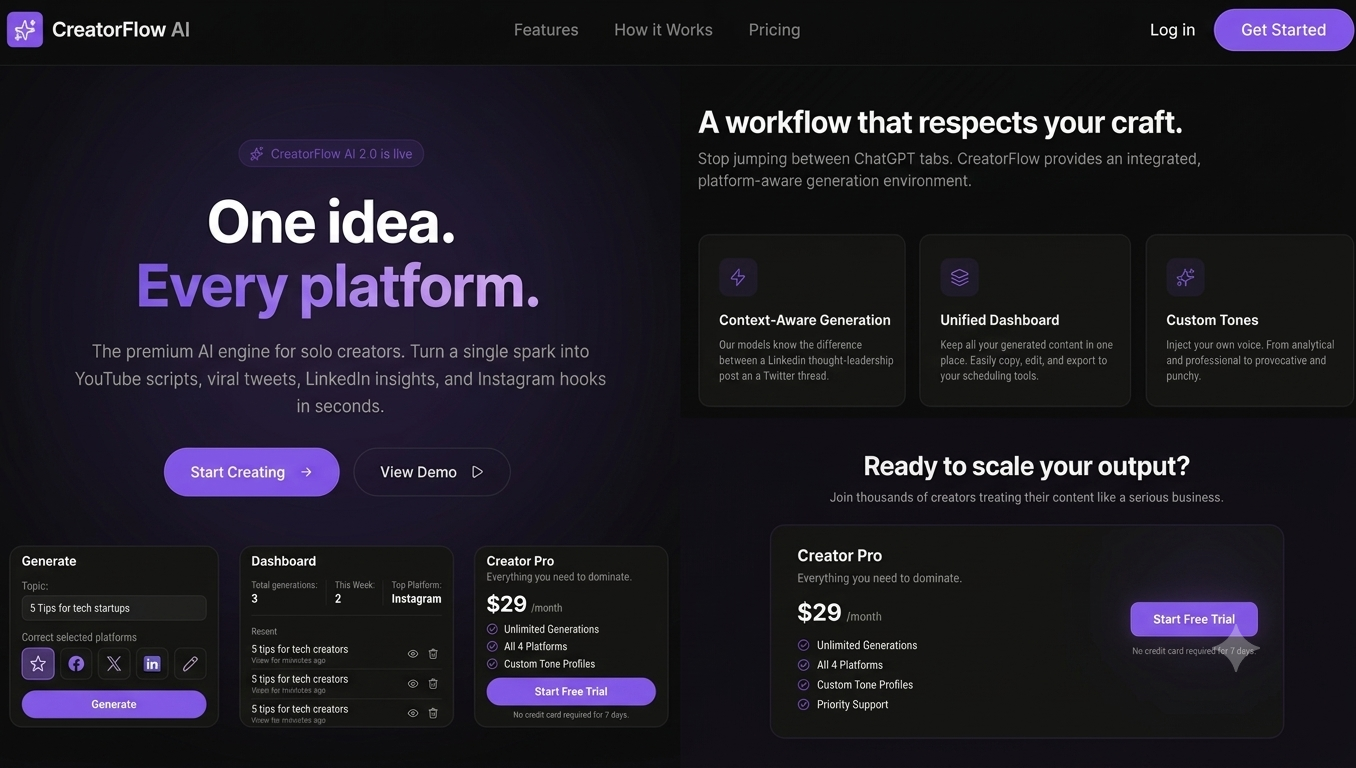 CreatorFlow AI
Features
How it Works
Pricing
Log in
Get Started
CreatorFlow AI 2 0 is live
One idea.
Every platform.
The premium AI engine for solo creators. Turn a single spark into
YouTube scripts, viral tweets, LinkedIn insights, and Instagram hooks
in seconds.
Start Creating
View Demo
Generate
Topic:
5 Tips for tech startups
Correct selected platforms
Generate
Dashboard
Total generations:
3
This Week:
2
Top Platform:
Instagram
Resent
5 tips for tech creators
5 tips for tech creators
5 tips for tech creators
Creator Pro
Everything you need to dominate.
$29 /month
Unlimited Generations
All 4 Platforms
Custom Tone Profiles
Start Free Trial
No credit card required for 7 days.
A workflow that respects your craft.
Stop jumping between ChatGPT tabs. CreatorFlow provides an integrated,
platform-aware generation environment.
Context-Aware Generation
Our models know the difference
between a Linkedin thought-leadership
post an a Twitter thread.
Unified Dashboard
Keep all your generated content in one
place. Easily copy, edit, and export to
your scheduling tools.
Custom Tones
Inject your own voice. From analytical
and professional to provocative and
punchy.
Ready to scale your output?
Join thousands of creators treating their content like a serious business.
Creator Pro
Everything you need to dominate.
$29 /month
Unlimited Generations
All 4 Platforms
Custom Tone Profiles
Priority Support
Start Free Trial
No credit card required for 7 days.